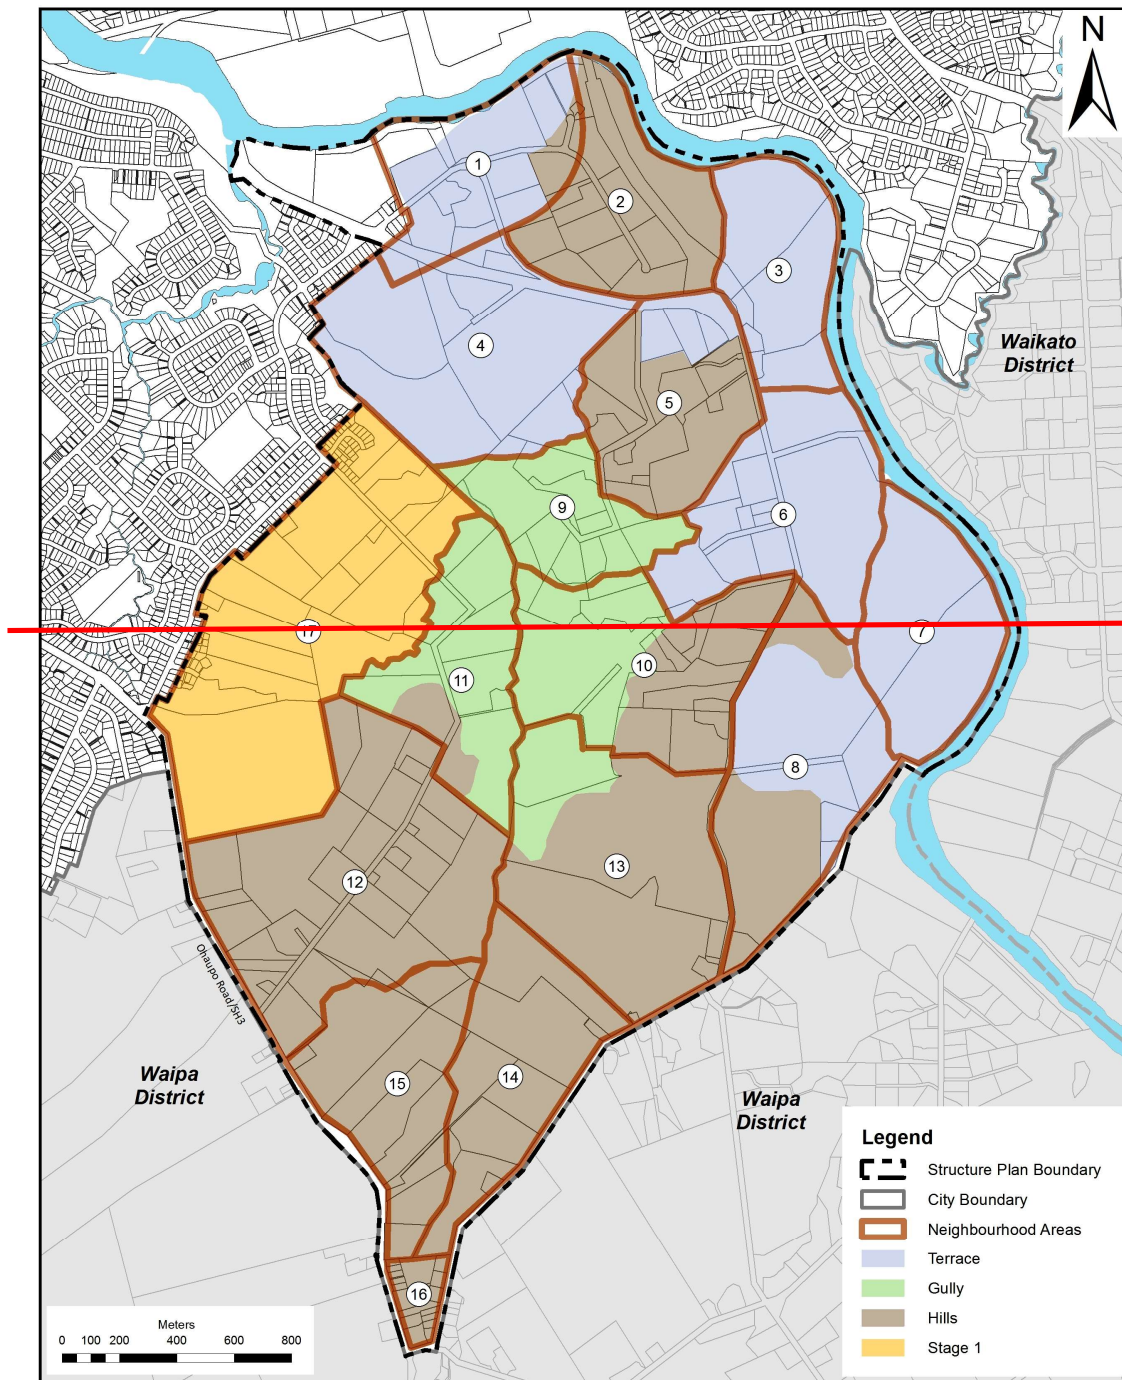 N
1
2
3
4
5
Waikato
District
9
6
17
7
10
11
8
13
12
Ohaupo Road/SH3
15
14
Waipa
District
Waipa
District
16
Legend
Structure Plan Boundary
City Boundary
Neighbourhood Areas
Terrace
Gully
Hills
Stage 1
Meters
0 100 200 400 600 800